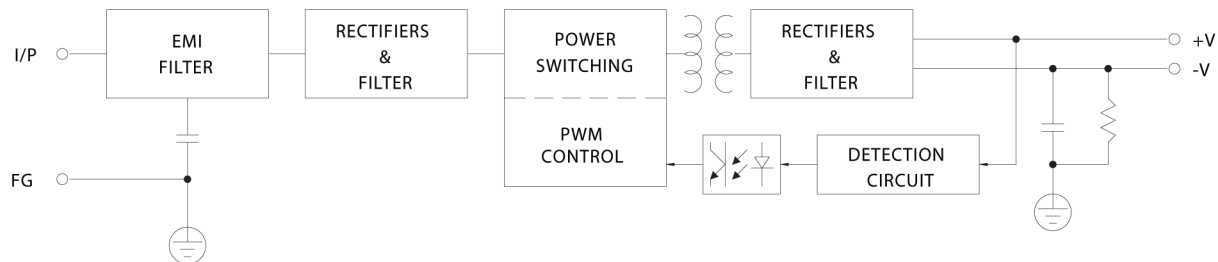 I/P
EMI
FILTER
RECTIFIERS
&
FILTER
POWER
SWITCHING
PWM
CONTROL
RECTIFIERS
&
FILTER
+V
-V
DETECTION
CIRCUIT
FG